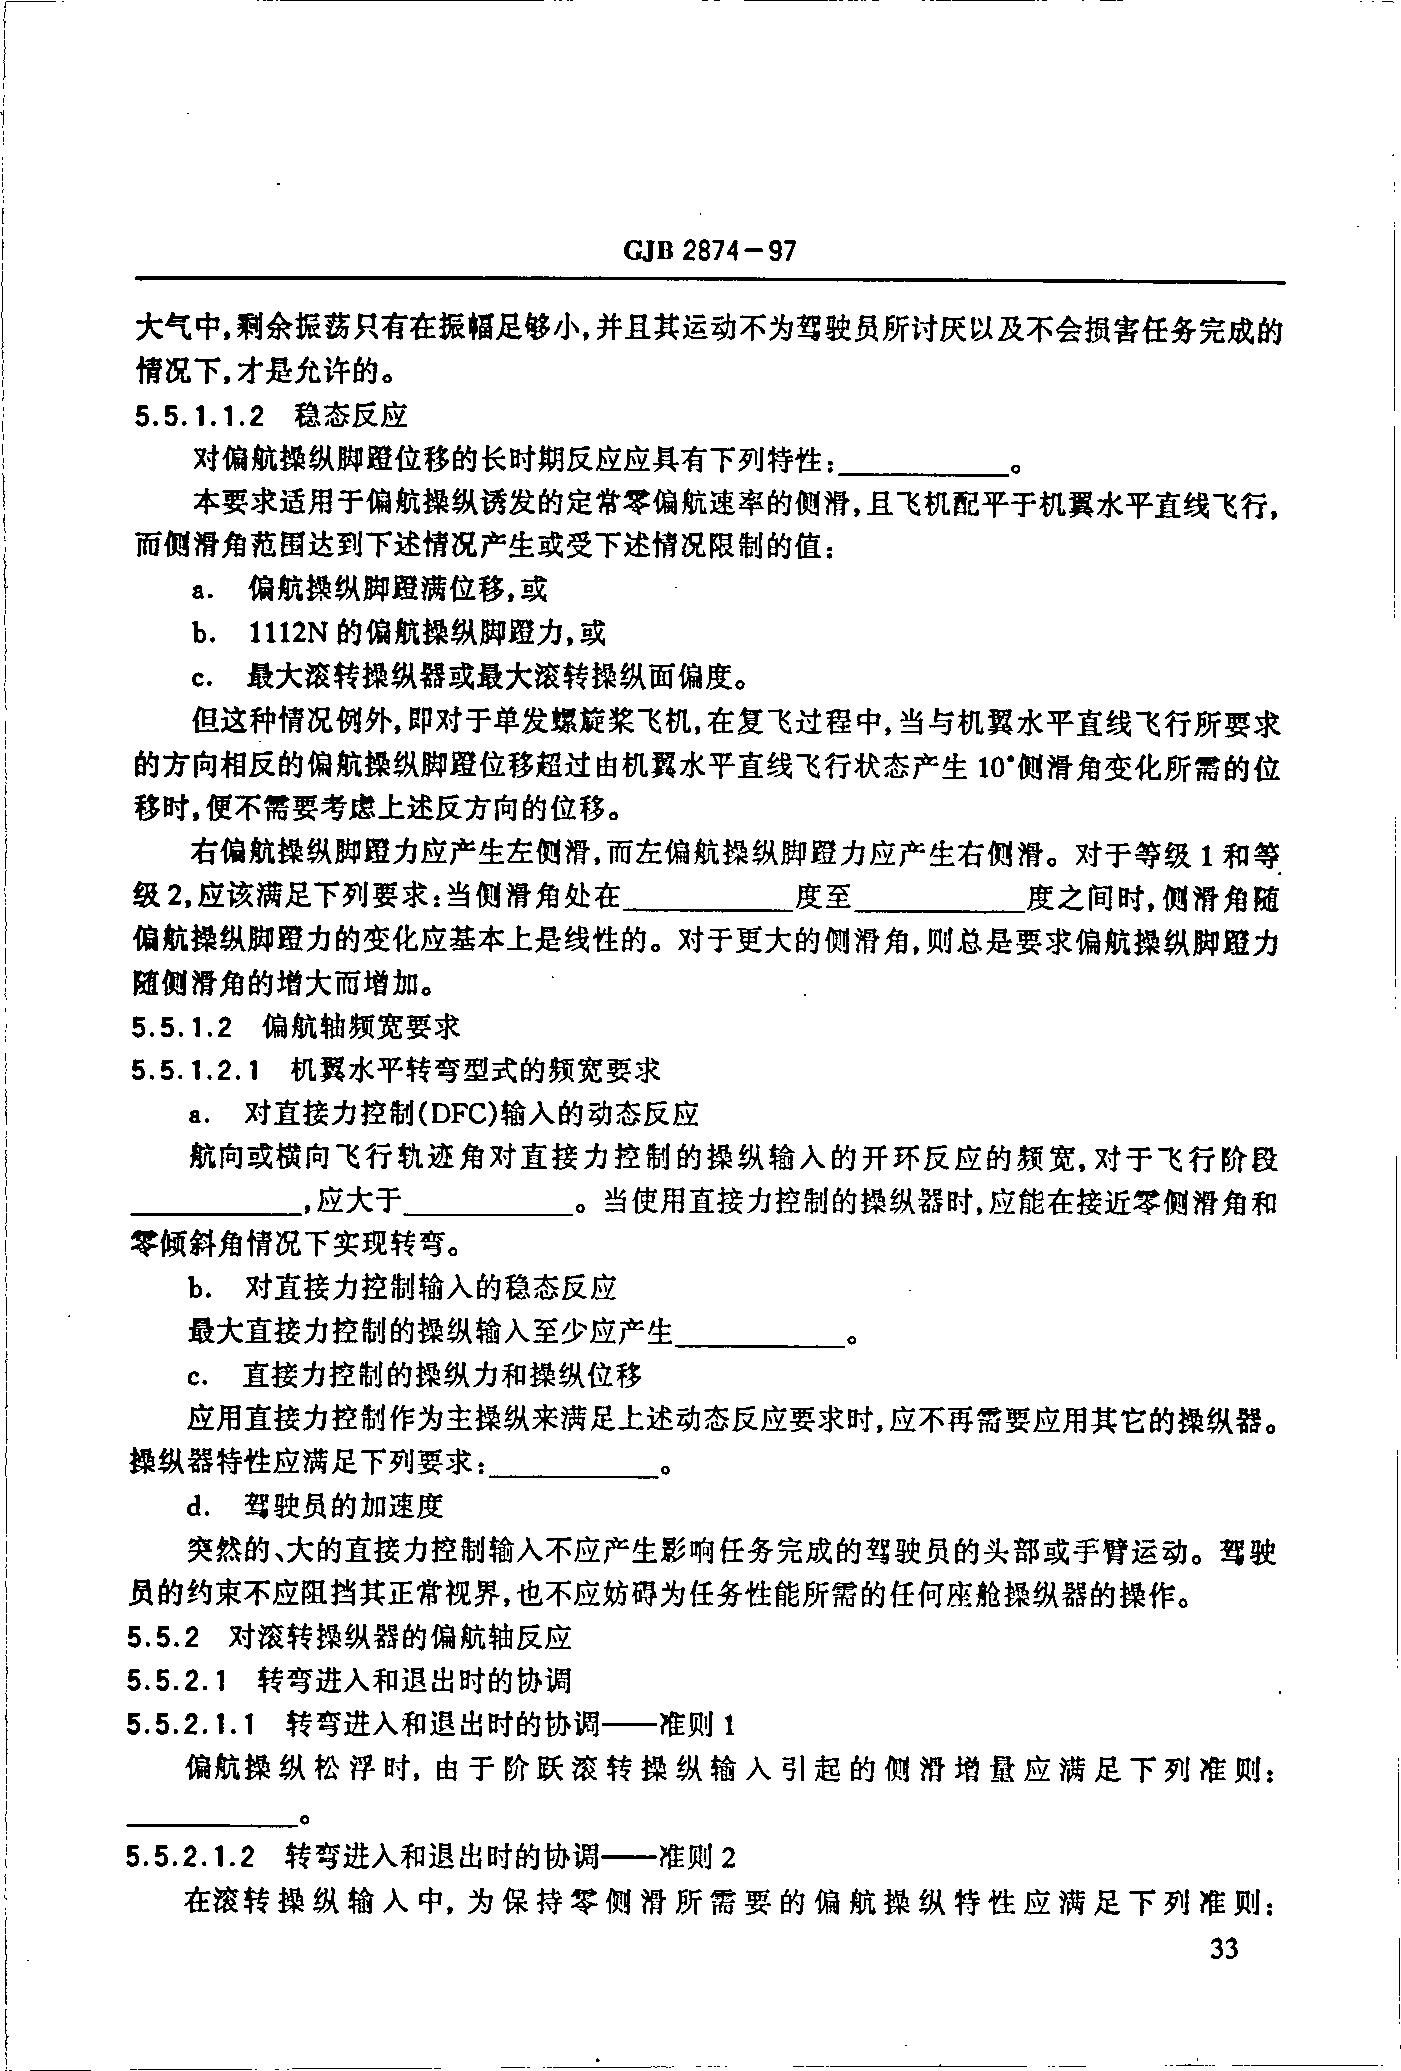 GJB 2874－97
大气中,剩余振荡只有在振幅足够小,并且其运动不为驾驶员所讨厌以及不会损害任务完成的
情况下,才是允许的。
5.5.1.1.2 稳态反应
对偏航操纵脚蹬位移的长时期反应应具有下列特性:____________。
本要求适用于偏航操纵诱发的定常零偏航速率的侧滑,且飞机配平于机翼水平直线飞行,
而侧滑角范围达到下述情况产生或受下述情况限制的值:
a. 偏航操纵脚蹬满位移,或
b. 1112N 的偏航操纵脚蹬力,或
c. 最大滚转操纵器或最大滚转操纵面偏度。
但这种情况例外,即对于单发螺旋桨飞机,在复飞过程中,当与机翼水平直线飞行所要求
的方向相反的偏航操纵脚蹬位移超过由机翼水平直线飞行状态产生 10°侧滑角变化所需的位
移时,便不需要考虑上述反方向的位移。
右偏航操纵脚蹬力应产生左侧滑,而左偏航操纵脚蹬力应产生右侧滑。对于等级 1 和等
级 2,应该满足下列要求:当侧滑角处在____________度至____________度之间时,侧滑角随
偏航操纵脚蹬力的变化应基本上是线性的。对于更大的侧滑角,则总是要求偏航操纵脚蹬力
随侧滑角的增大而增加。
5.5.1.2 偏航轴频宽要求
5.5.1.2.1 机翼水平转弯型式的频宽要求
a. 对直接力控制(DFC)输入的动态反应
航向或横向飞行轨迹角对直接力控制的操纵输入的开环反应的频宽,对于飞行阶段
____________,应大于____________。当使用直接力控制的操纵器时,应能在接近零侧滑角和
零倾斜角情况下实现转弯。
b. 对直接力控制输入的稳态反应
最大直接力控制的操纵输入至少应产生____________。
c. 直接力控制的操纵力和操纵位移
应用直接力控制作为主操纵来满足上述动态反应要求时,应不再需要应用其它的操纵器。
操纵器特性应满足下列要求:____________。
d. 驾驶员的加速度
突然的、大的直接力控制输入不应产生影响任务完成的驾驶员的头部或手臂运动。驾驶
员的约束不应阻挡其正常视界,也不应妨碍为任务性能所需的任何座舱操纵器的操作。
5.5.2 对滚转操纵器的偏航轴反应
5.5.2.1 转弯进入和退出时的协调
5.5.2.1.1 转弯进入和退出时的协调——准则 1
偏航操纵松浮时,由于阶跃滚转操纵输入引起的侧滑增量应满足下列准则:
____________。
5.5.2.1.2 转弯进入和退出时的协调——准则 2
在滚转操纵输入中,为保持零侧滑所需要的偏航操纵特性应满足下列准则:
33